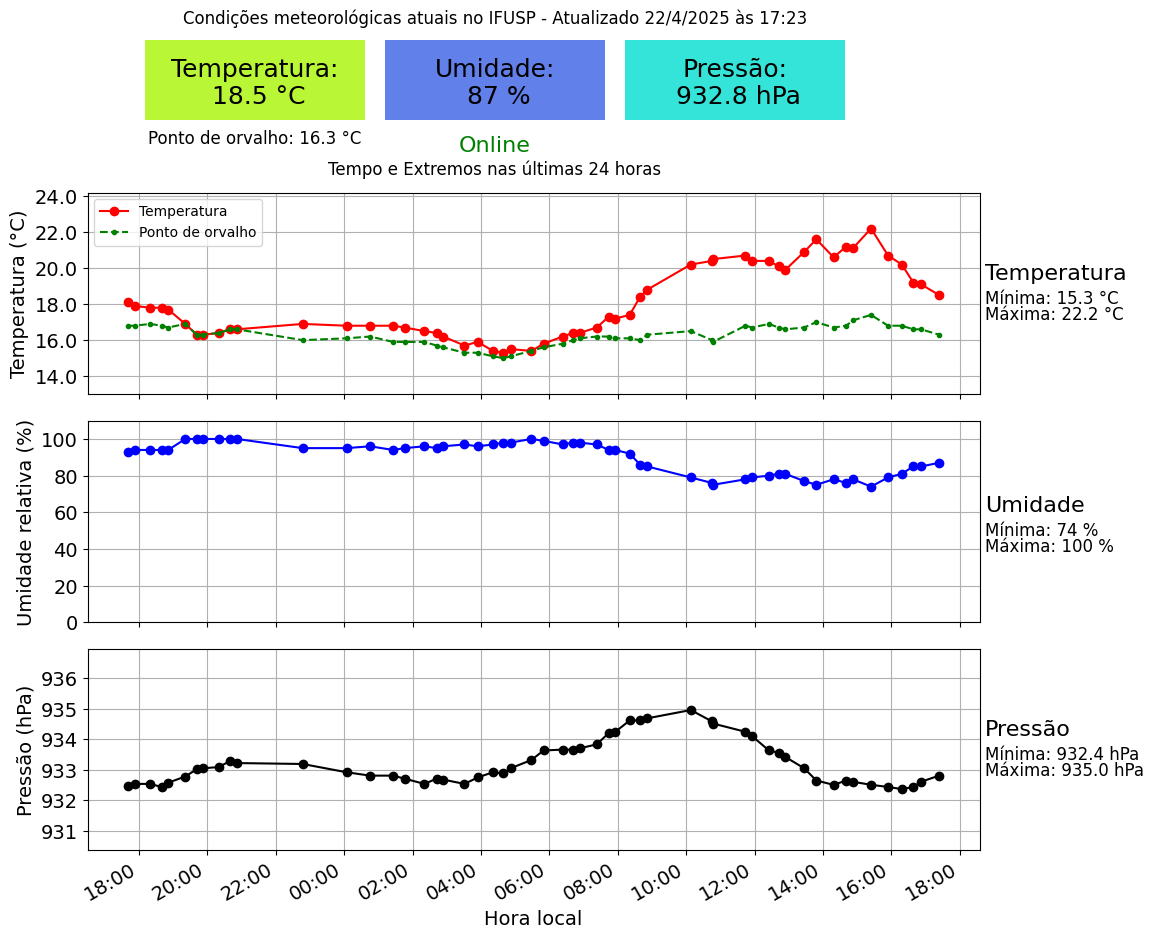 Condições meteorológicas atuais no IFUSP - Atualizado 22/4/2025 às 17:23
Temperatura:
18.5 °C
Umidade:
87 %
Pressão:
932.8 hPa
Ponto de orvalho: 16.3 °C
Online
Tempo e Extremos nas últimas 24 horas
Temperatura (°C)
24.0
22.0
20.0
18.0
16.0
14.0
Temperatura
Ponto de orvalho
Temperatura
Mínima: 15.3 °C
Máxima: 22.2 °C
Umidade relativa (%)
100
80
60
40
20
0
Umidade
Mínima: 74 %
Máxima: 100 %
Pressão (hPa)
936
935
934
933
932
931
Pressão
Mínima: 932.4 hPa
Máxima: 935.0 hPa
18:00 20:00 22:00 00:00 02:00 04:00 06:00 08:00 10:00 12:00 14:00 16:00 18:00
Hora local